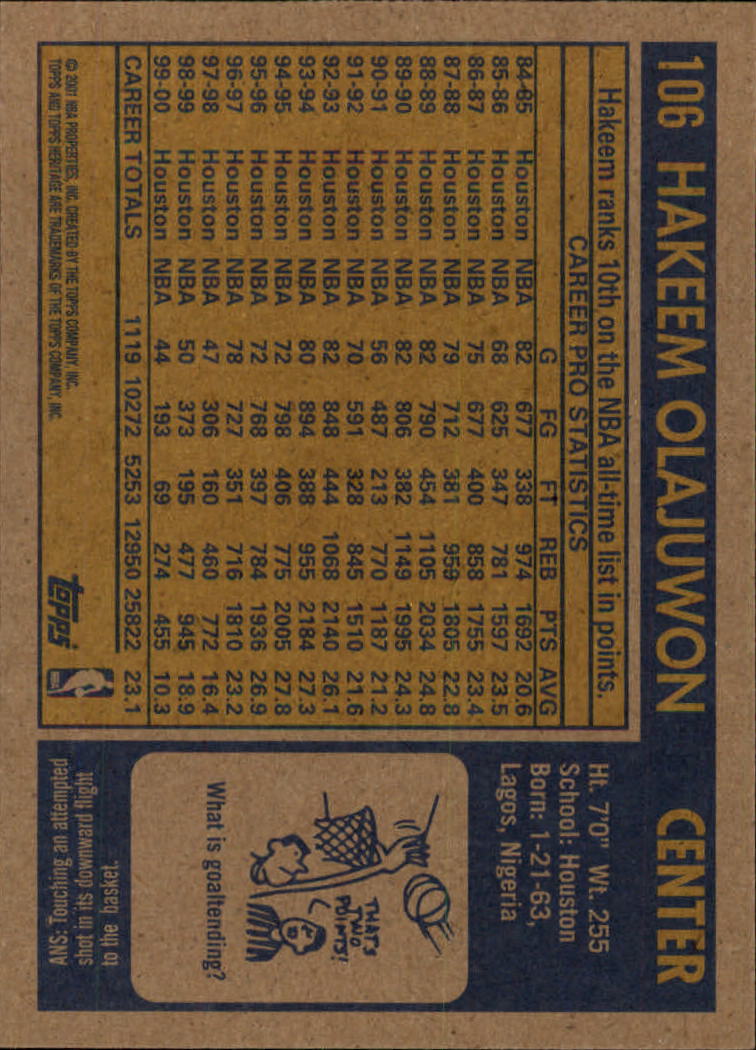 106 HAKEEM OLAJUWON CENTER
Hakeem ranks 10th on the NBA all-time list in points.
CAREER PRO STATISTICS
G FG FT REB PTS AVG
84-85 Houston NBA 82 677 338 974 1692 20.6
85-86 Houston NBA 68 625 347 781 1597 23.5
86-87 Houston NBA 75 677 400 858 1755 23.4
87-88 Houston NBA 79 712 381 959 1805 22.8
88-89 Houston NBA 82 790 454 1105 2034 24.8
89-90 Houston NBA 82 806 382 1149 1995 24.3
90-91 Houston NBA 56 487 213 770 1187 21.2
91-92 Houston NBA 70 591 328 845 1510 21.6
92-93 Houston NBA 82 848 444 1068 2140 26.1
93-94 Houston NBA 80 894 388 955 2184 27.3
94-95 Houston NBA 72 798 406 775 2005 27.8
95-96 Houston NBA 72 768 397 784 1936 26.9
96-97 Houston NBA 78 727 351 716 1810 23.2
97-98 Houston NBA 47 306 160 460 772 16.4
98-99 Houston NBA 50 373 195 477 945 18.9
99-00 Houston NBA 44 193 69 274 455 10.3
CAREER TOTALS 1119 10272 5253 12950 25822 23.1
© 2001 NBA PROPERTIES, INC. CREATED BY THE TOPPS COMPANY, INC.
TOPPS AND TOPPS HERITAGE ARE TRADEMARKS OF THE TOPPS COMPANY, INC.
topps
Ht. 7'0" Wt. 255
School: Houston
Born: 1-21-63,
Lagos, Nigeria
THAT'S
TWO
POINTS!
What is goaltending?
ANS: Touching an attempted
shot in its downward flight
to the basket.